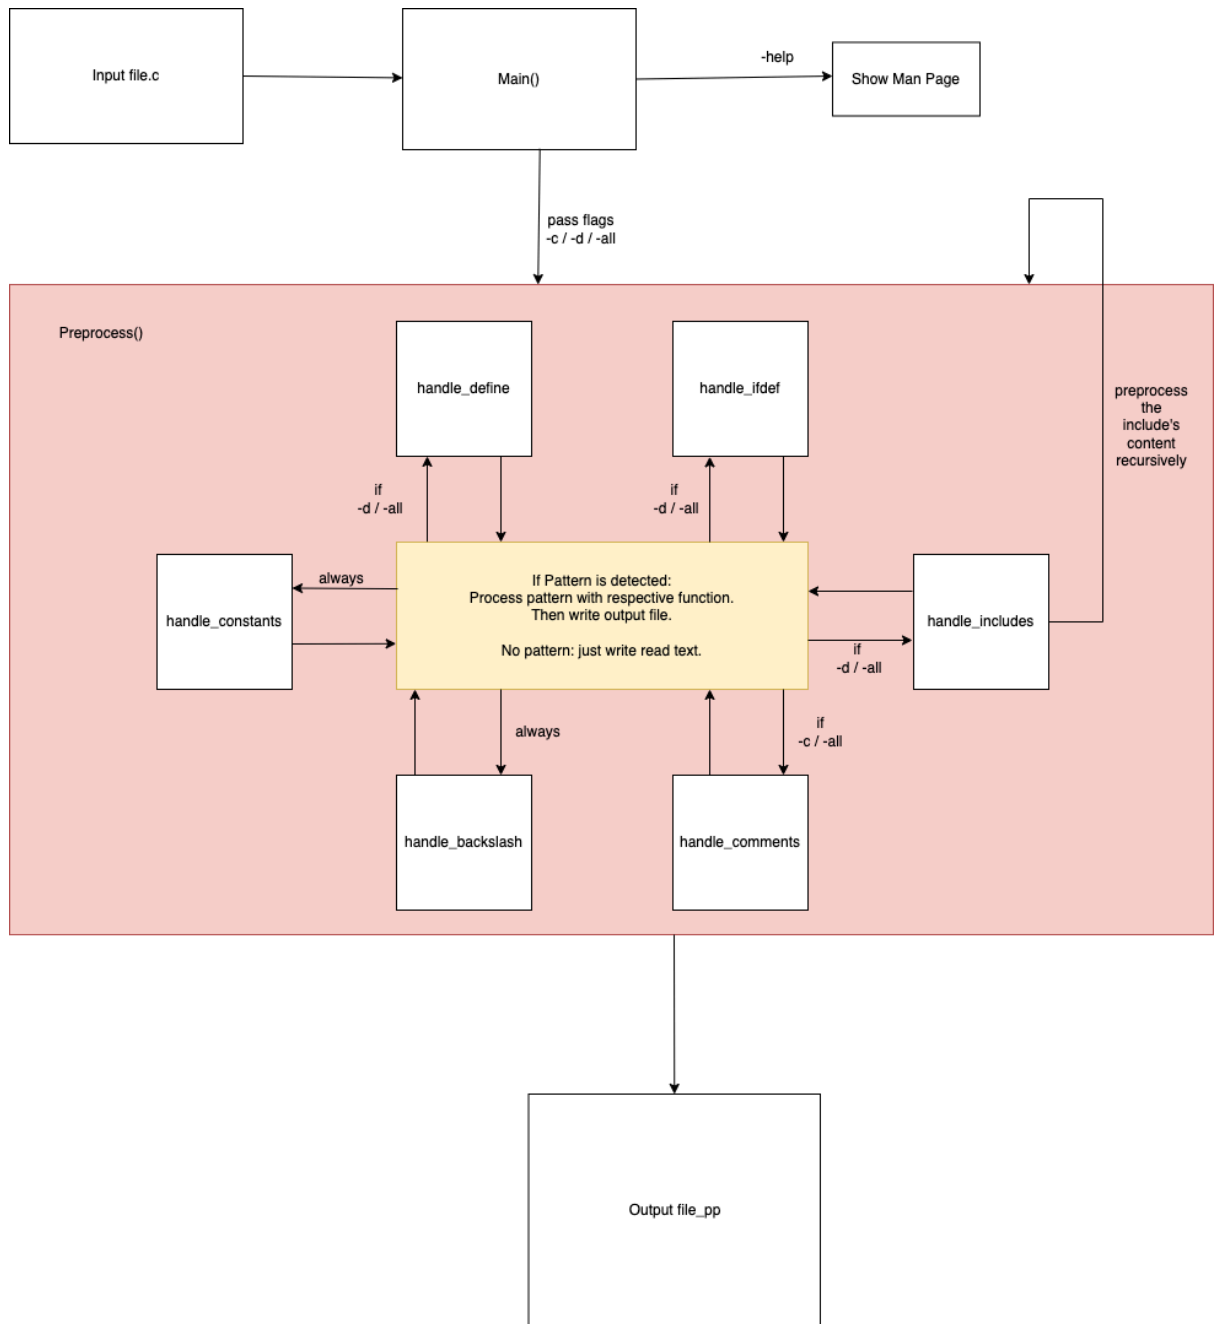 Input file.c
Main()
-help
Show Man Page
pass flags
-c / -d / -all
Preprocess()
handle_define
handle_ifdef
preprocess
the
include's
content
recursively
if
-d / -all
if
-d / -all
always
handle_constants
If Pattern is detected:
Process pattern with respective function.
Then write output file.
No pattern: just write read text.
handle_includes
if
-d / -all
always
if
-c / -all
handle_backslash
handle_comments
Output file_pp